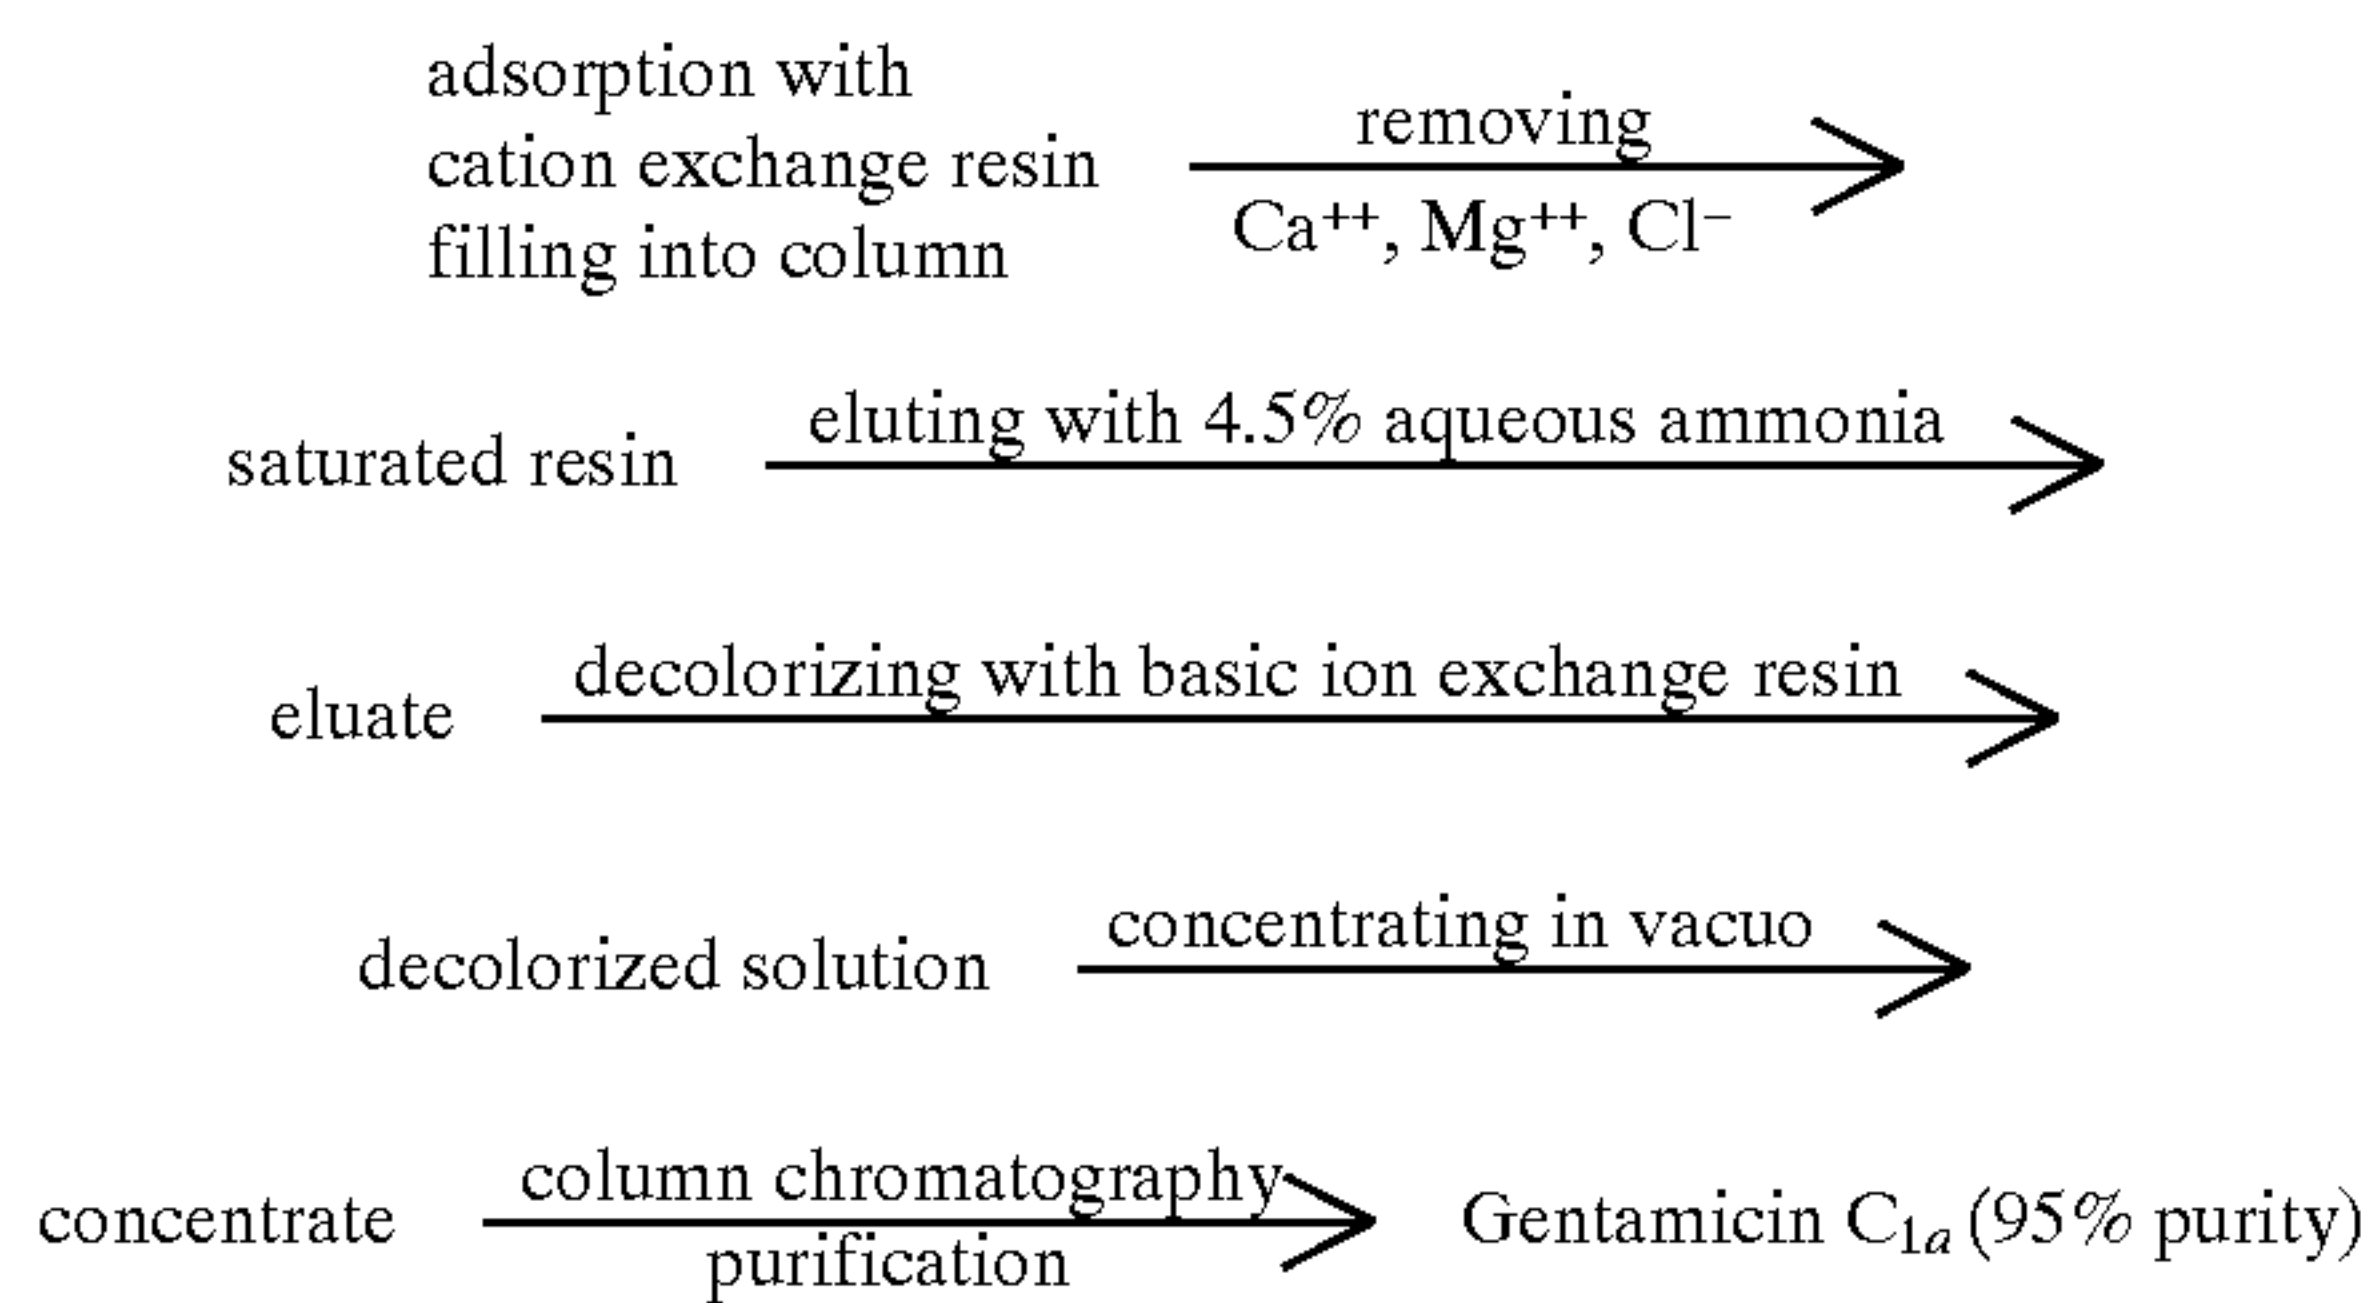 adsorption with
cation exchange resin
filling into column
removing
Ca⁺⁺, Mg⁺⁺, Cl⁻
saturated resin
eluting with 4.5% aqueous ammonia
eluate
decolorizing with basic ion exchange resin
decolorized solution
concentrating in vacuo
concentrate
column chromatography
purification
Gentamicin C₁ₐ (95% purity)